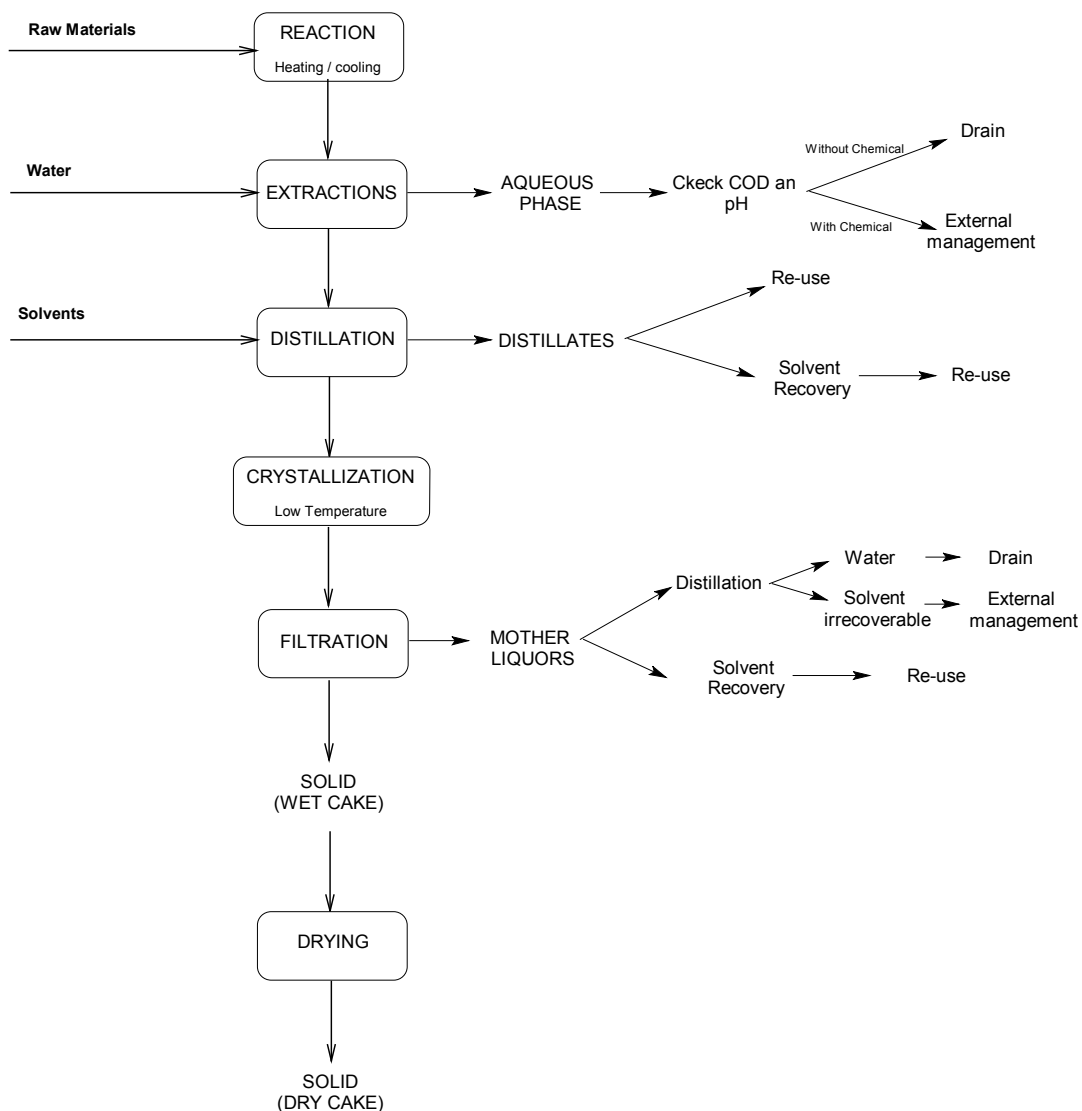 Raw Materials
REACTION
Heating / cooling
Water
EXTRACTIONS
AQUEOUS
PHASE
Ckeck COD an
pH
Without Chemical
Drain
With Chemical
External
management
Solvents
DISTILLATION
DISTILLATES
Re-use
Solvent
Recovery
Re-use
CRYSTALLIZATION
Low Temperature
FILTRATION
MOTHER
LIQUORS
Distillation
Water
Drain
Solvent
irrecoverable
External
management
Solvent
Recovery
Re-use
SOLID
(WET CAKE)
DRYING
SOLID
(DRY CAKE)